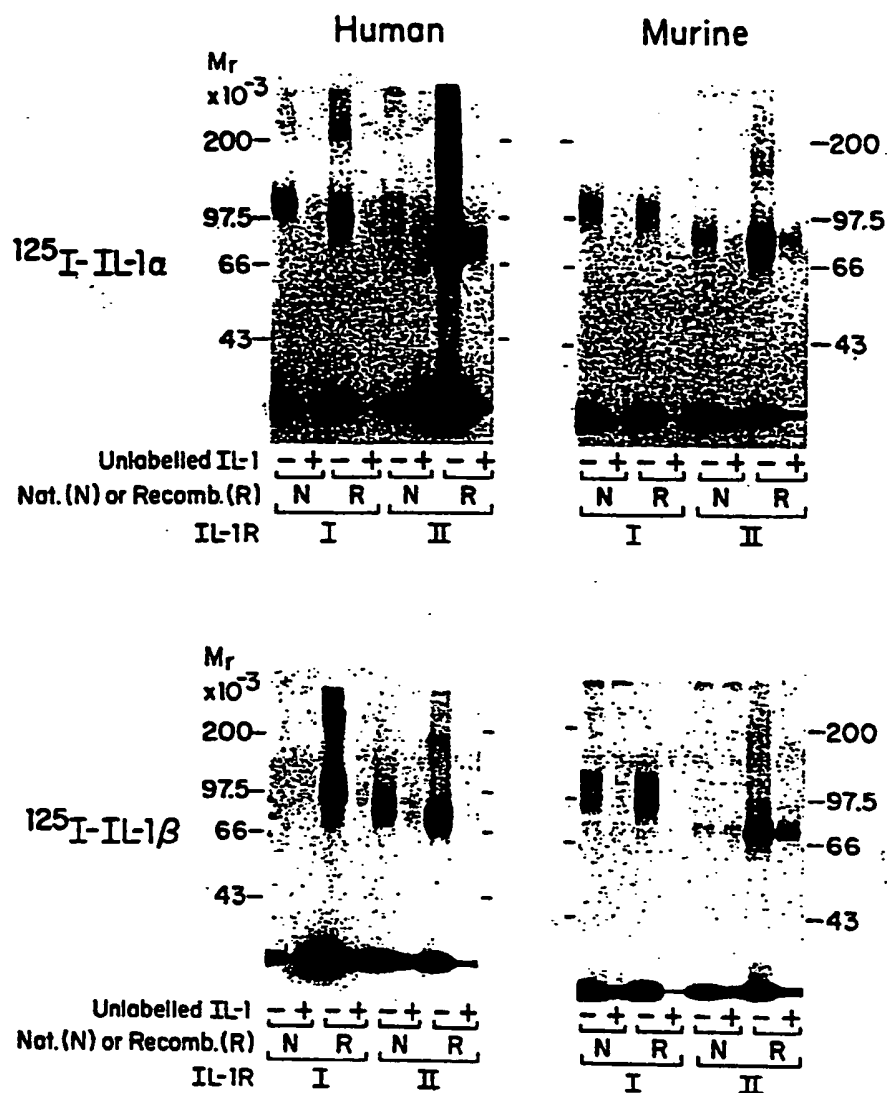 Human Murine
Mr
x10-3
200– – – –200
97.5– – – –97.5
125I-IL-1α
66– – – –66
43– – – –43
Unlabelled IL-1 – + – + – + – + – + – + – + – +
Nat.(N) or Recomb.(R) N R N R N R N R
IL-1R I II I II
Mr
x10-3
200– – – –200
97.5– – – –97.5
125I-IL-1β
66– – – –66
43– – – –43
Unlabelled IL-1 – + – + – + – + – + – + – + – +
Nat.(N) or Recomb.(R) N R N R N R N R
IL-1R I II I II